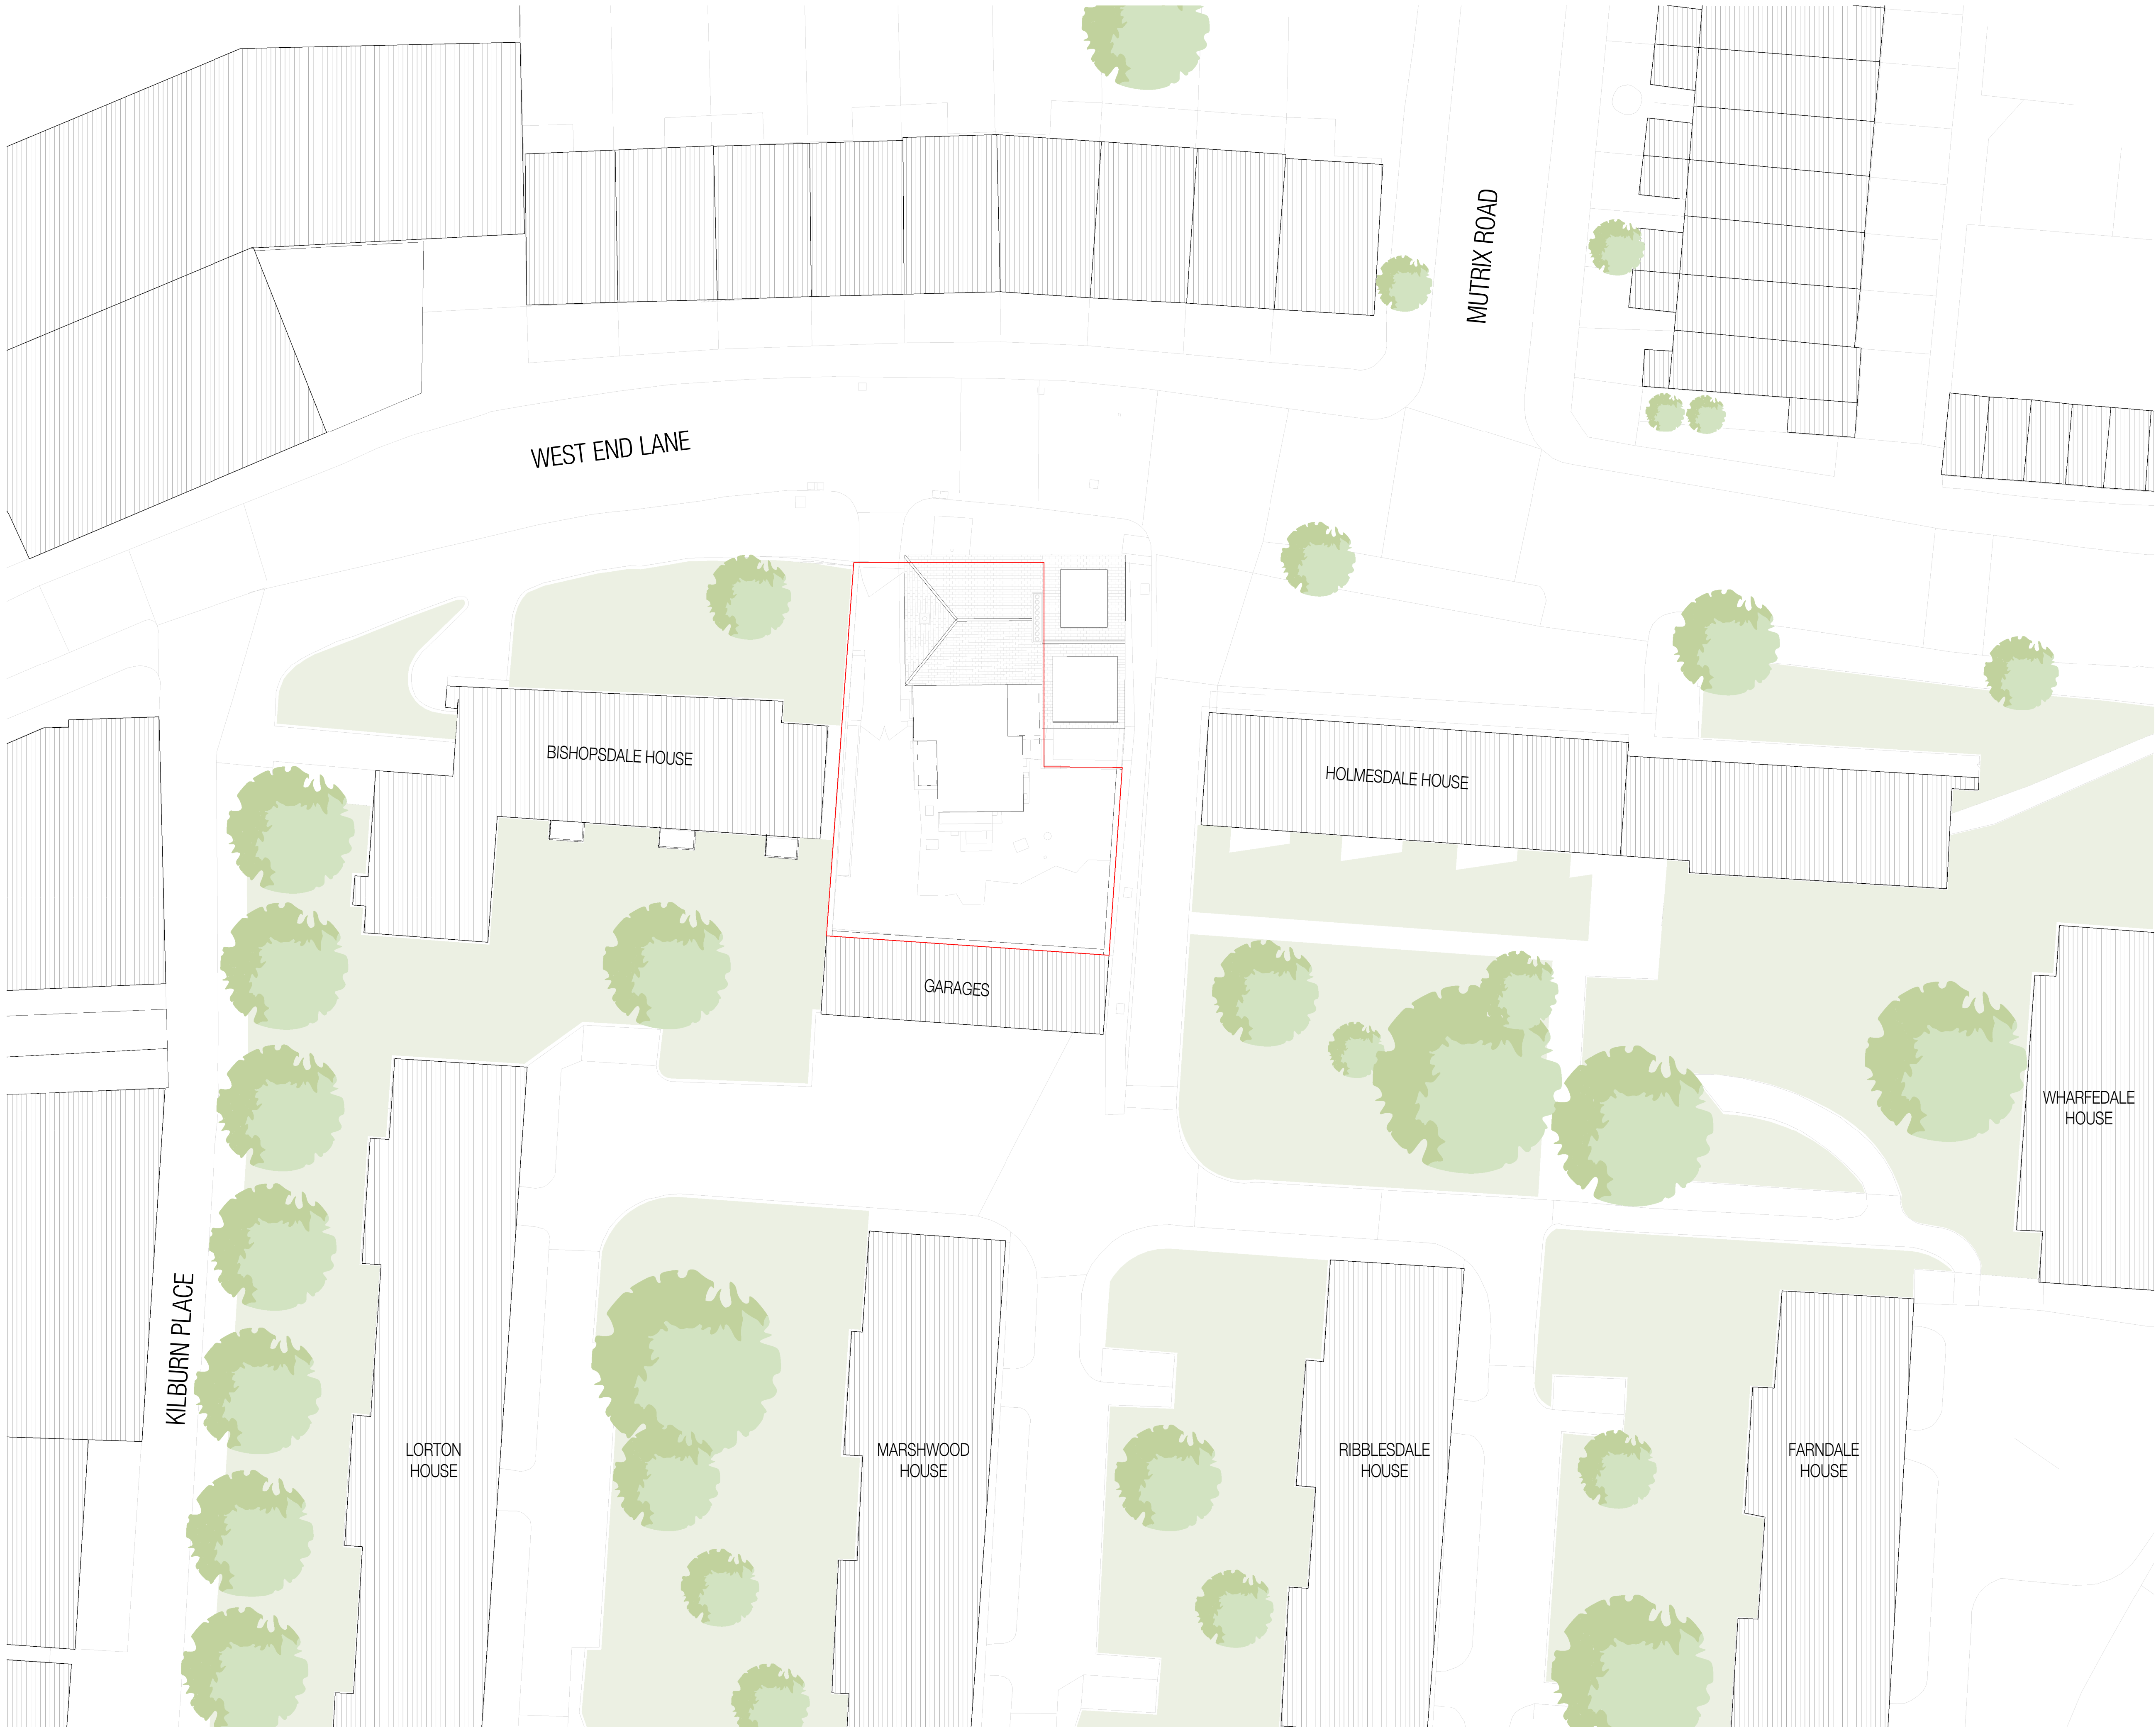 MUTRIX ROAD
WEST END LANE
BISHOPSDALE HOUSE
HOLMESDALE HOUSE
GARAGES
WHARFEDALE
HOUSE
KILBURN PLACE
LORTON
HOUSE
MARSHWOOD
HOUSE
RIBBLESDALE
HOUSE
FARNDALE
HOUSE